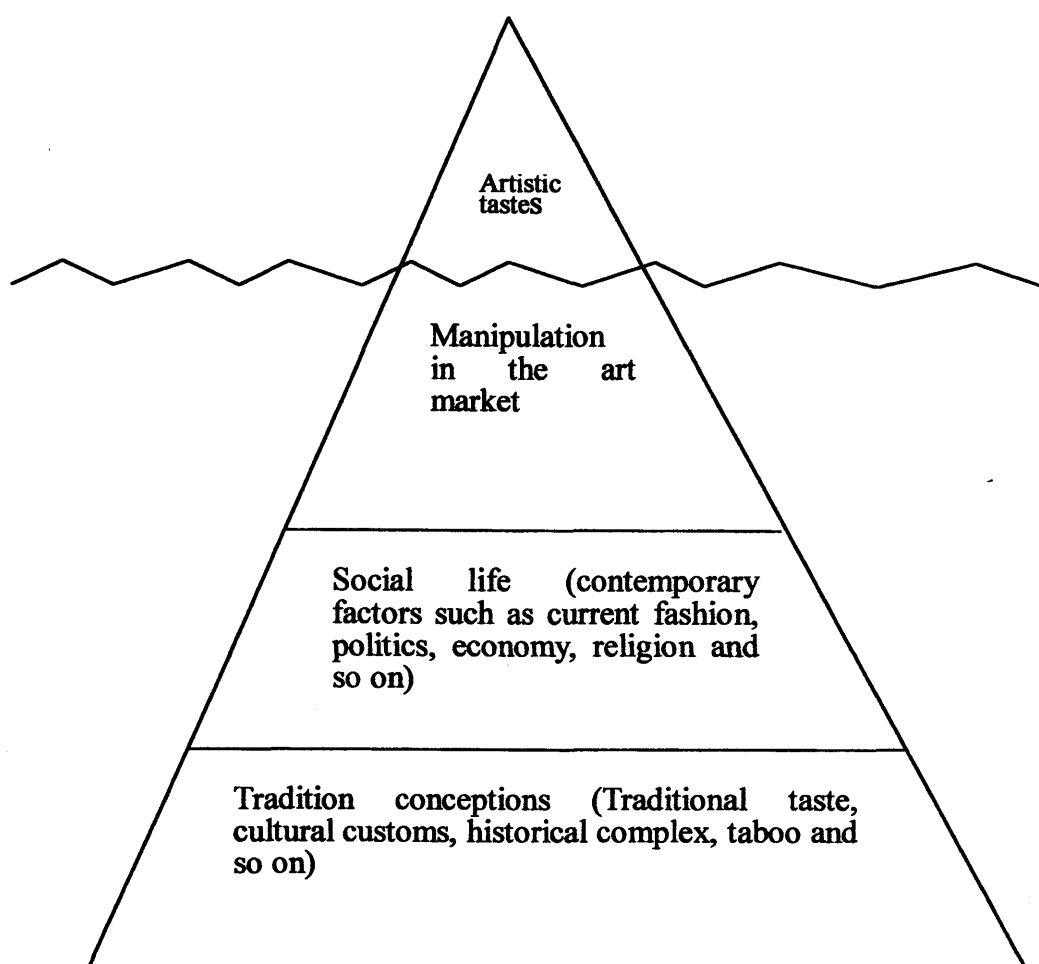 Artistic
tastes
Manipulation
in the art
market
Social life (contemporary
factors such as current fashion,
politics, economy, religion and
so on)
Tradition conceptions (Traditional taste,
cultural customs, historical complex, taboo and
so on)